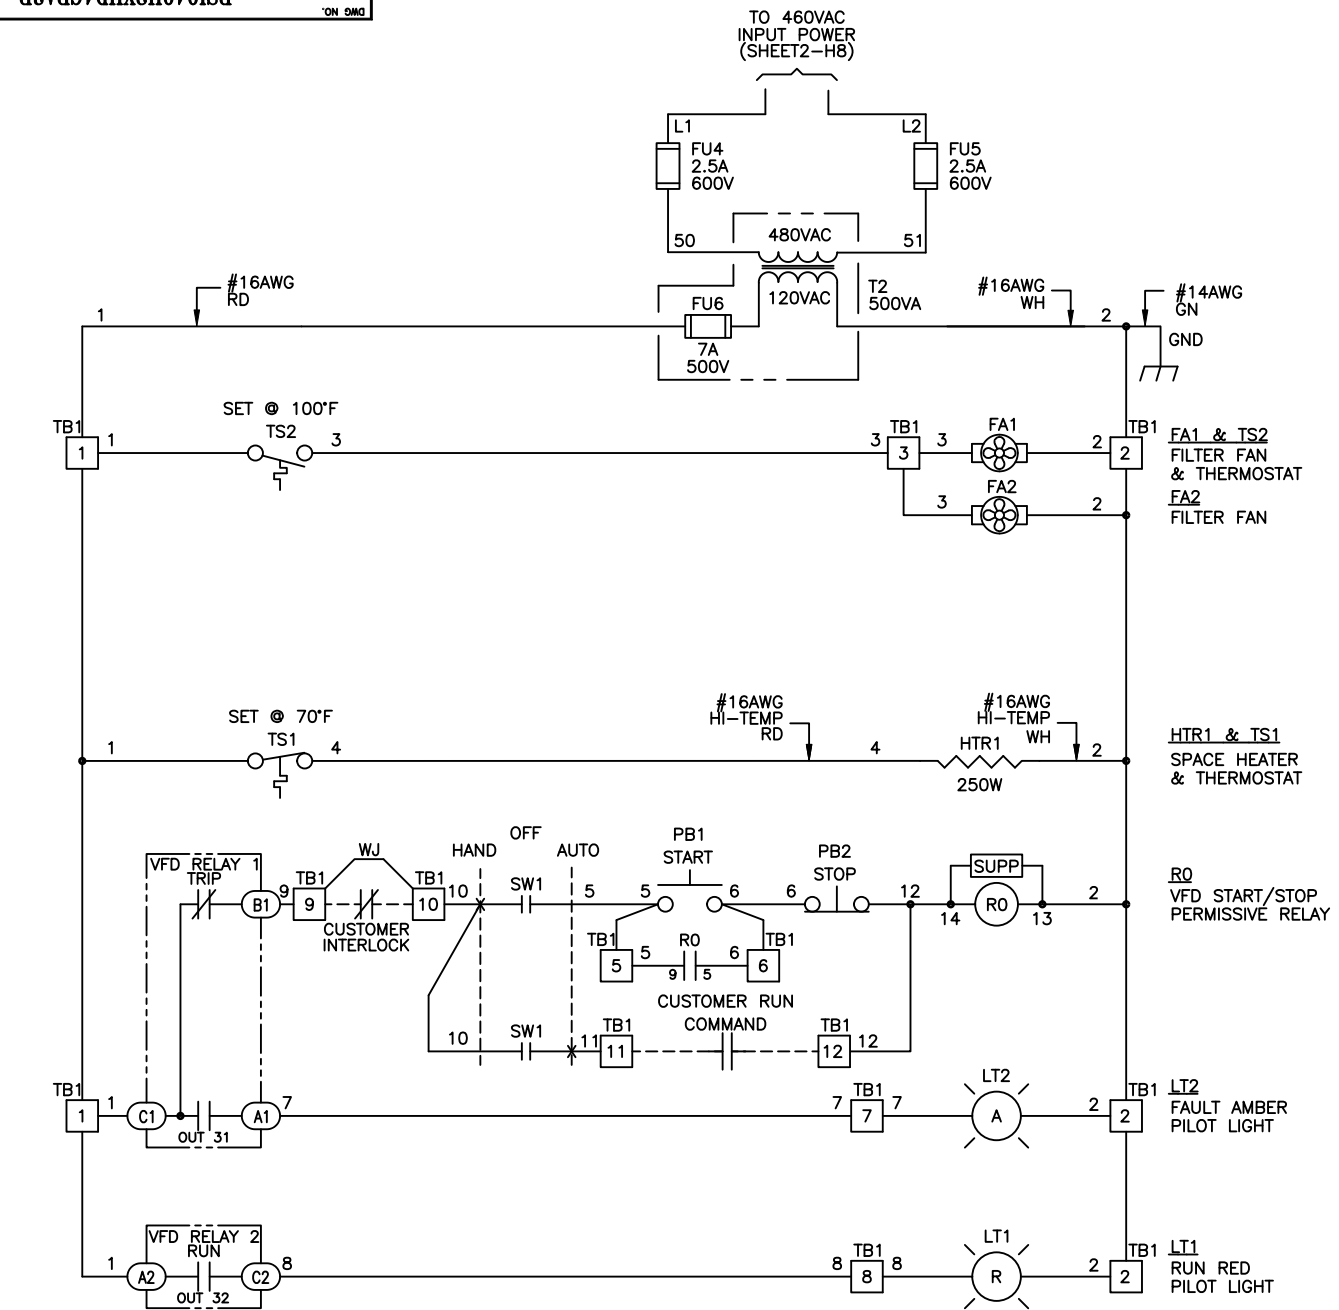 DWG NO.
TO 460VAC
INPUT POWER
(SHEET2-H8)
L1
L2
FU4
2.5A
600V
FU5
2.5A
600V
50
480VAC
51
#16AWG
RD
FU6
120VAC
T2
500VA
#16AWG
WH
#14AWG
GN
1
2
7A
500V
GND
SET @ 100°F
TB1
1
1
TS2
3
3
TB1
3
3
FA1
2
TB1
2
FA1 & TS2
FILTER FAN
& THERMOSTAT
3
FA2
2
FA2
FILTER FAN
SET @ 70°F
1
TS1
4
#16AWG
HI-TEMP
RD
4
#16AWG
HI-TEMP
WH
HTR1
250W
2
HTR1 & TS1
SPACE HEATER
& THERMOSTAT
VFD RELAY 1
TRIP
B1
9
TB1
9
WJ
CUSTOMER
INTERLOCK
TB1
10
10
HAND
OFF
AUTO
SW1
5
PB1
START
5
6
PB2
STOP
6
12
SUPP
14
R0
13
2
R0
VFD START/STOP
PERMISSIVE RELAY
TB1
5
5
R0
9
5
6
TB1
6
CUSTOMER RUN
COMMAND
10
SW1
11
TB1
11
TB1
12
12
TB1
1
1
C1
OUT 31
A1
7
7
TB1
7
7
LT2
A
2
TB1
2
LT2
FAULT AMBER
PILOT LIGHT
VFD RELAY 2
RUN
1
A2
OUT 32
C2
8
8
TB1
8
8
LT1
R
2
TB1
2
LT1
RUN RED
PILOT LIGHT